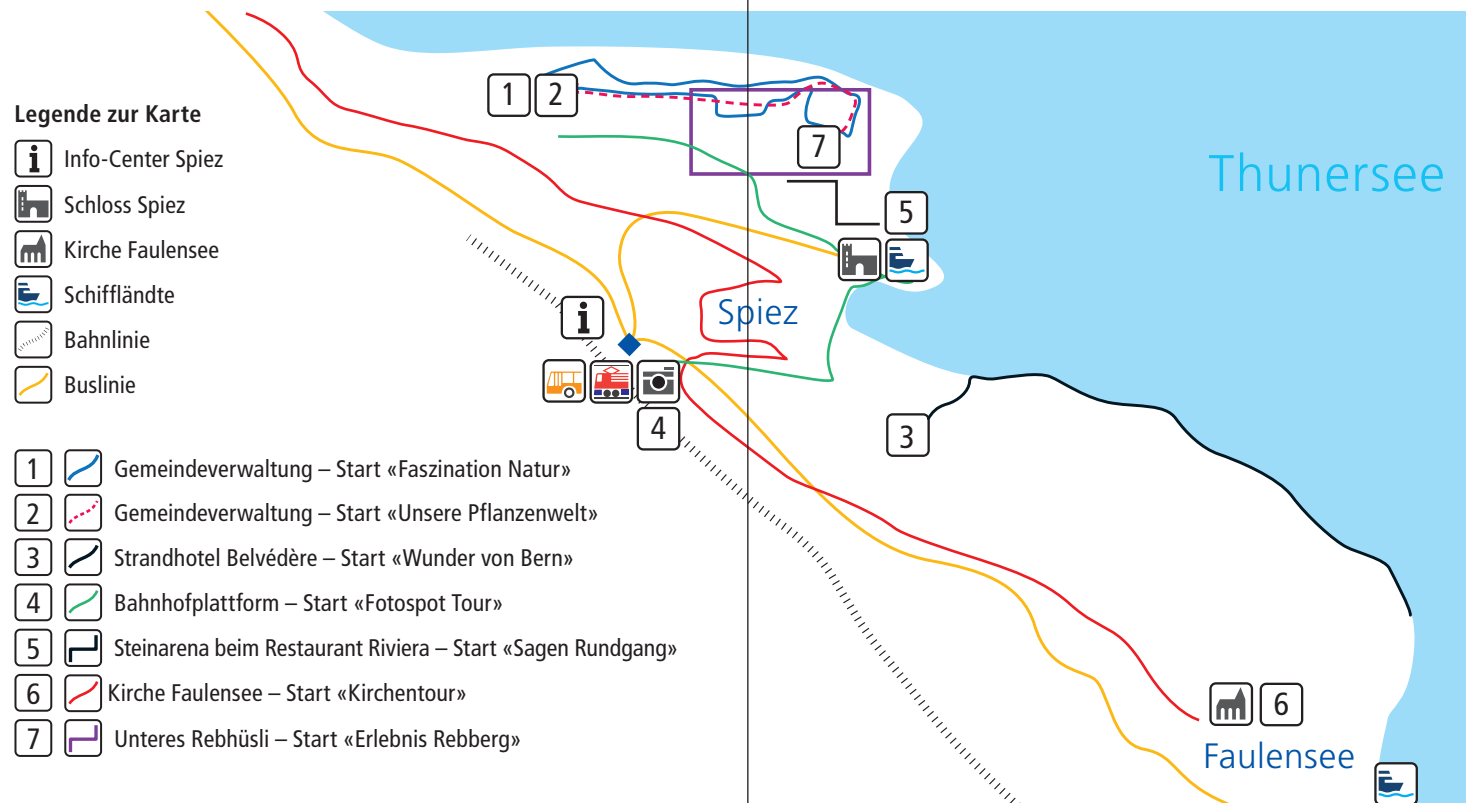 Legende zur Karte
i Info-Center Spiez
Schloss Spiez
Kirche Faulensee
Schiffländte
Bahnlinie
Buslinie
1 Gemeindeverwaltung – Start «Faszination Natur»
2 Gemeindeverwaltung – Start «Unsere Pflanzenwelt»
3 Strandhotel Belvédère – Start «Wunder von Bern»
4 Bahnhofplattform – Start «Fotospot Tour»
5 Steinarena beim Restaurant Riviera – Start «Sagen Rundgang»
6 Kirche Faulensee – Start «Kirchentour»
7 Unteres Rebhüsli – Start «Erlebnis Rebberg»
1 2
7
Thunersee
5
i
Spiez
4
3
6
Faulensee